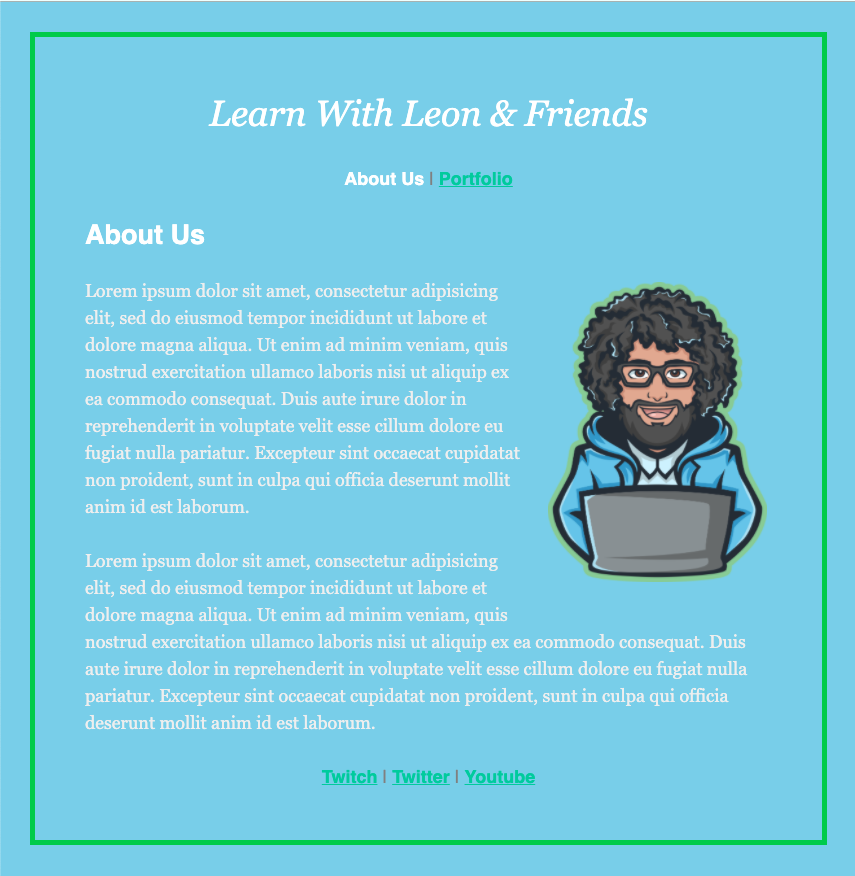 Learn With Leon & Friends
About Us | Portfolio
About Us
Lorem ipsum dolor sit amet, consectetur adipisicing
elit, sed do eiusmod tempor incididunt ut labore et
dolore magna aliqua. Ut enim ad minim veniam, quis
nostrud exercitation ullamco laboris nisi ut aliquip ex
ea commodo consequat. Duis aute irure dolor in
reprehenderit in voluptate velit esse cillum dolore eu
fugiat nulla pariatur. Excepteur sint occaecat cupidatat
non proident, sunt in culpa qui officia deserunt mollit
anim id est laborum.
Lorem ipsum dolor sit amet, consectetur adipisicing
elit, sed do eiusmod tempor incididunt ut labore et
dolore magna aliqua. Ut enim ad minim veniam, quis
nostrud exercitation ullamco laboris nisi ut aliquip ex ea commodo consequat. Duis
aute irure dolor in reprehenderit in voluptate velit esse cillum dolore eu fugiat nulla
pariatur. Excepteur sint occaecat cupidatat non proident, sunt in culpa qui officia
deserunt mollit anim id est laborum.
Twitch | Twitter | Youtube